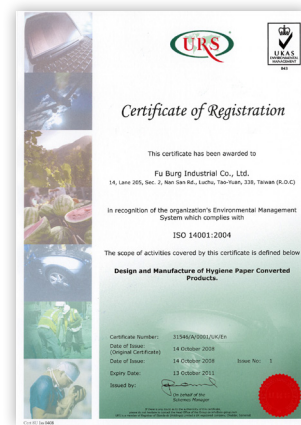 URS
UKAS
ENVIRONMENTAL
MANAGEMENT
043
Certificate of Registration
This certificate has been awarded to
Fu Burg Industrial Co., Ltd.
14, Lane 205, Sec. 2, Nan San Rd., Luchu, Tao-Yuan, 338, Taiwan (R.O.C)
in recognition of the organization's Environmental Management
System which complies with
ISO 14001:2004
The scope of activities covered by this certificate is defined below
Design and Manufacture of Hygiene Paper Converted
Products.
Certificate Number: 31546/A/0001/UK/En
Date of Issue: 14 October 2008
(Original Certificate)
Date of Issue: 14 October 2008 Issue No: 1
Expiry Date: 13 October 2011
Issued by:
On behalf of the
Schemes Manager